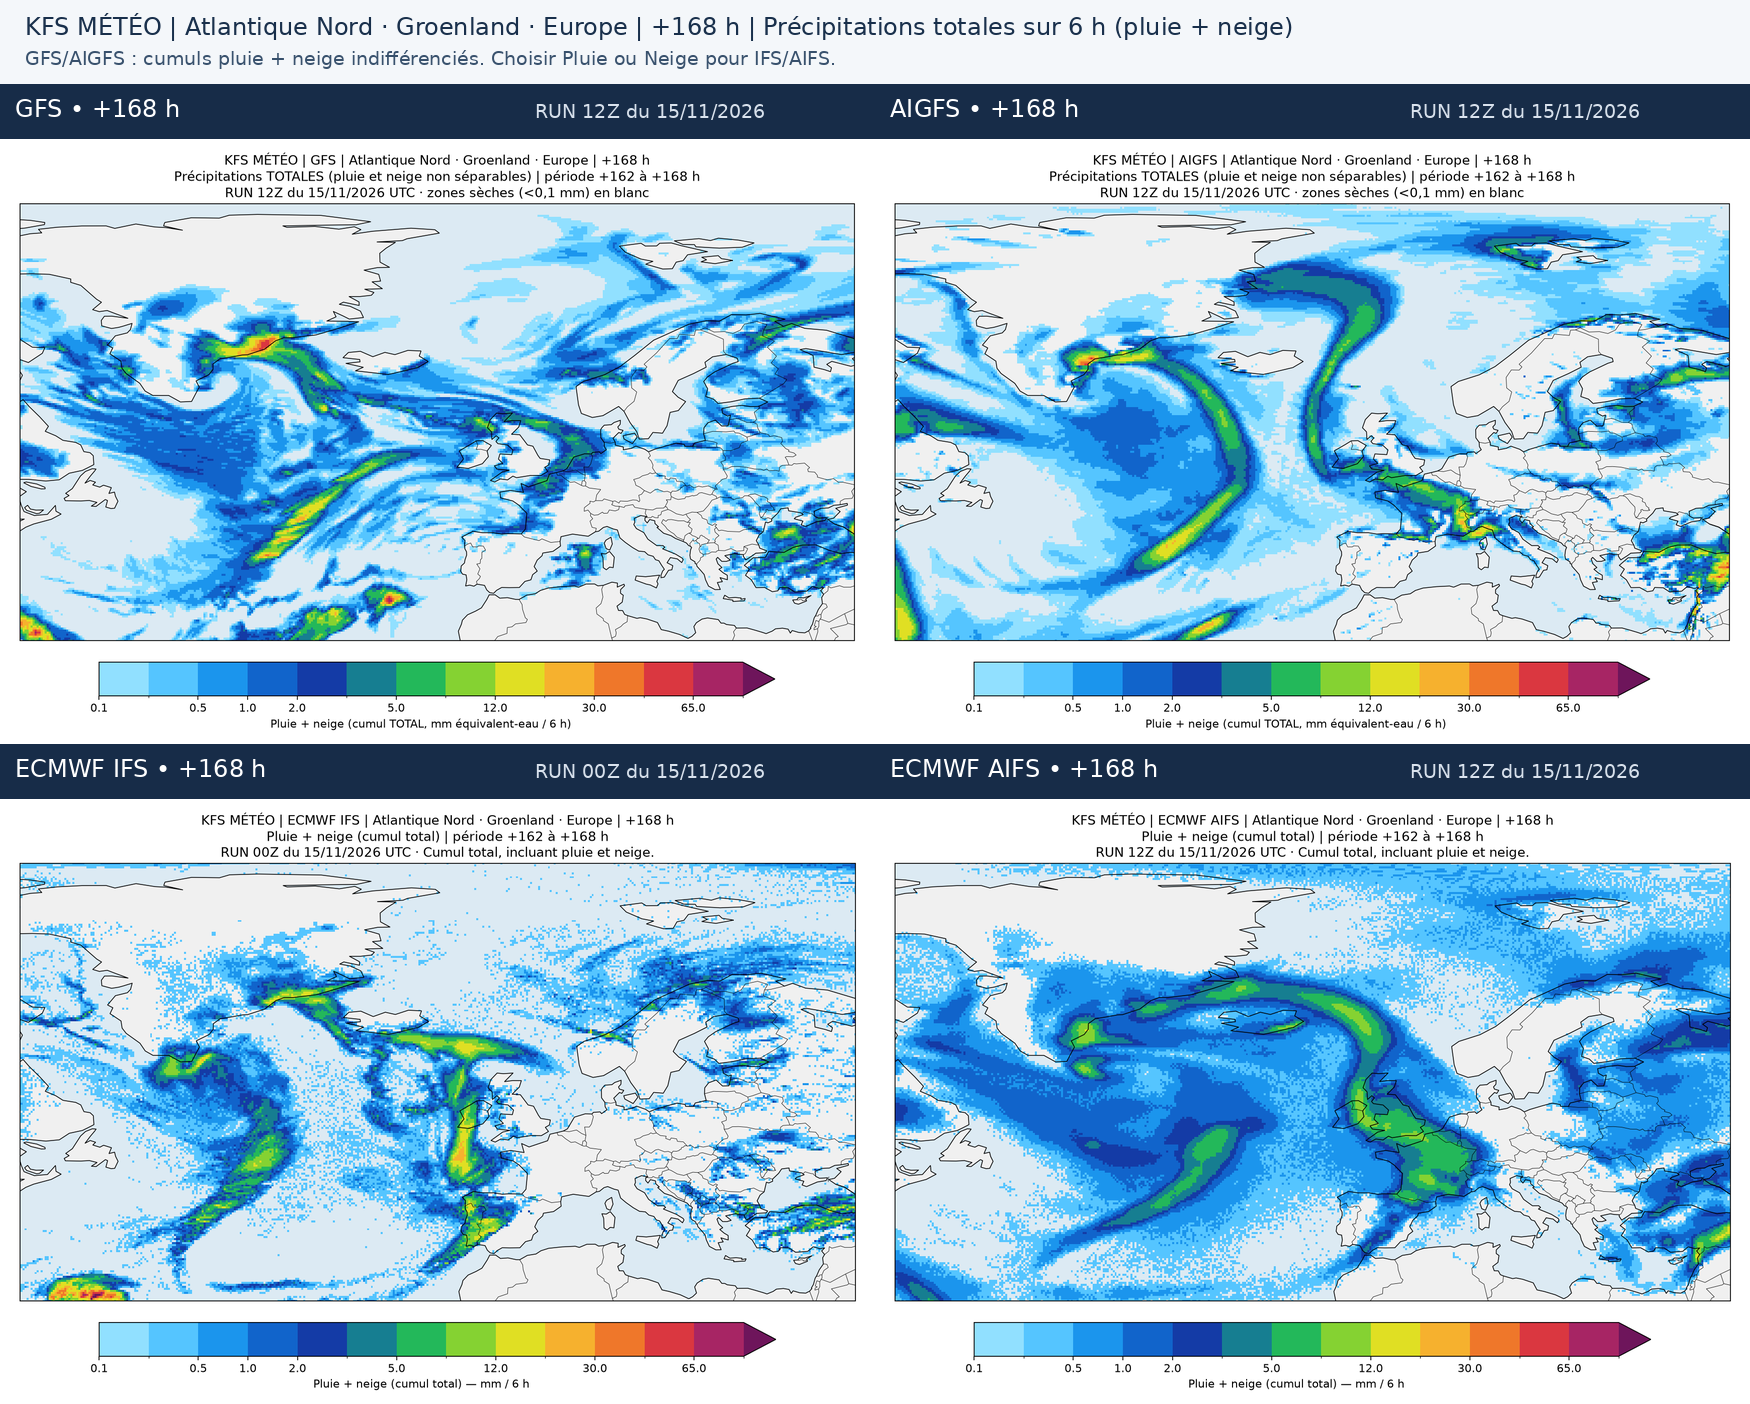 KFS MÉTÉO | Atlantique Nord · Groenland · Europe | +168 h | Précipitations totales sur 6 h (pluie + neige)
GFS/AIGFS : cumuls pluie + neige indifférenciés. Choisir Pluie ou Neige pour IFS/AIFS.
GFS • +168 h
RUN 12Z du 15/11/2026
AIGFS • +168 h
RUN 12Z du 15/11/2026
KFS MÉTÉO | GFS | Atlantique Nord · Groenland · Europe | +168 h
Précipitations TOTALES (pluie et neige non séparables) | période +162 à +168 h
RUN 12Z du 15/11/2026 UTC · zones sèches (<0,1 mm) en blanc
KFS MÉTÉO | AIGFS | Atlantique Nord · Groenland · Europe | +168 h
Précipitations TOTALES (pluie et neige non séparables) | période +162 à +168 h
RUN 12Z du 15/11/2026 UTC · zones sèches (<0,1 mm) en blanc
0.1 0.5 1.0 2.0 5.0 12.0 30.0 65.0
Pluie + neige (cumul TOTAL, mm équivalent-eau / 6 h)
0.1 0.5 1.0 2.0 5.0 12.0 30.0 65.0
Pluie + neige (cumul TOTAL, mm équivalent-eau / 6 h)
ECMWF IFS • +168 h
RUN 00Z du 15/11/2026
ECMWF AIFS • +168 h
RUN 12Z du 15/11/2026
KFS MÉTÉO | ECMWF IFS | Atlantique Nord · Groenland · Europe | +168 h
Pluie + neige (cumul total) | période +162 à +168 h
RUN 00Z du 15/11/2026 UTC · Cumul total, incluant pluie et neige.
KFS MÉTÉO | ECMWF AIFS | Atlantique Nord · Groenland · Europe | +168 h
Pluie + neige (cumul total) | période +162 à +168 h
RUN 12Z du 15/11/2026 UTC · Cumul total, incluant pluie et neige.
0.1 0.5 1.0 2.0 5.0 12.0 30.0 65.0
Pluie + neige (cumul total) — mm / 6 h
0.1 0.5 1.0 2.0 5.0 12.0 30.0 65.0
Pluie + neige (cumul total) — mm / 6 h